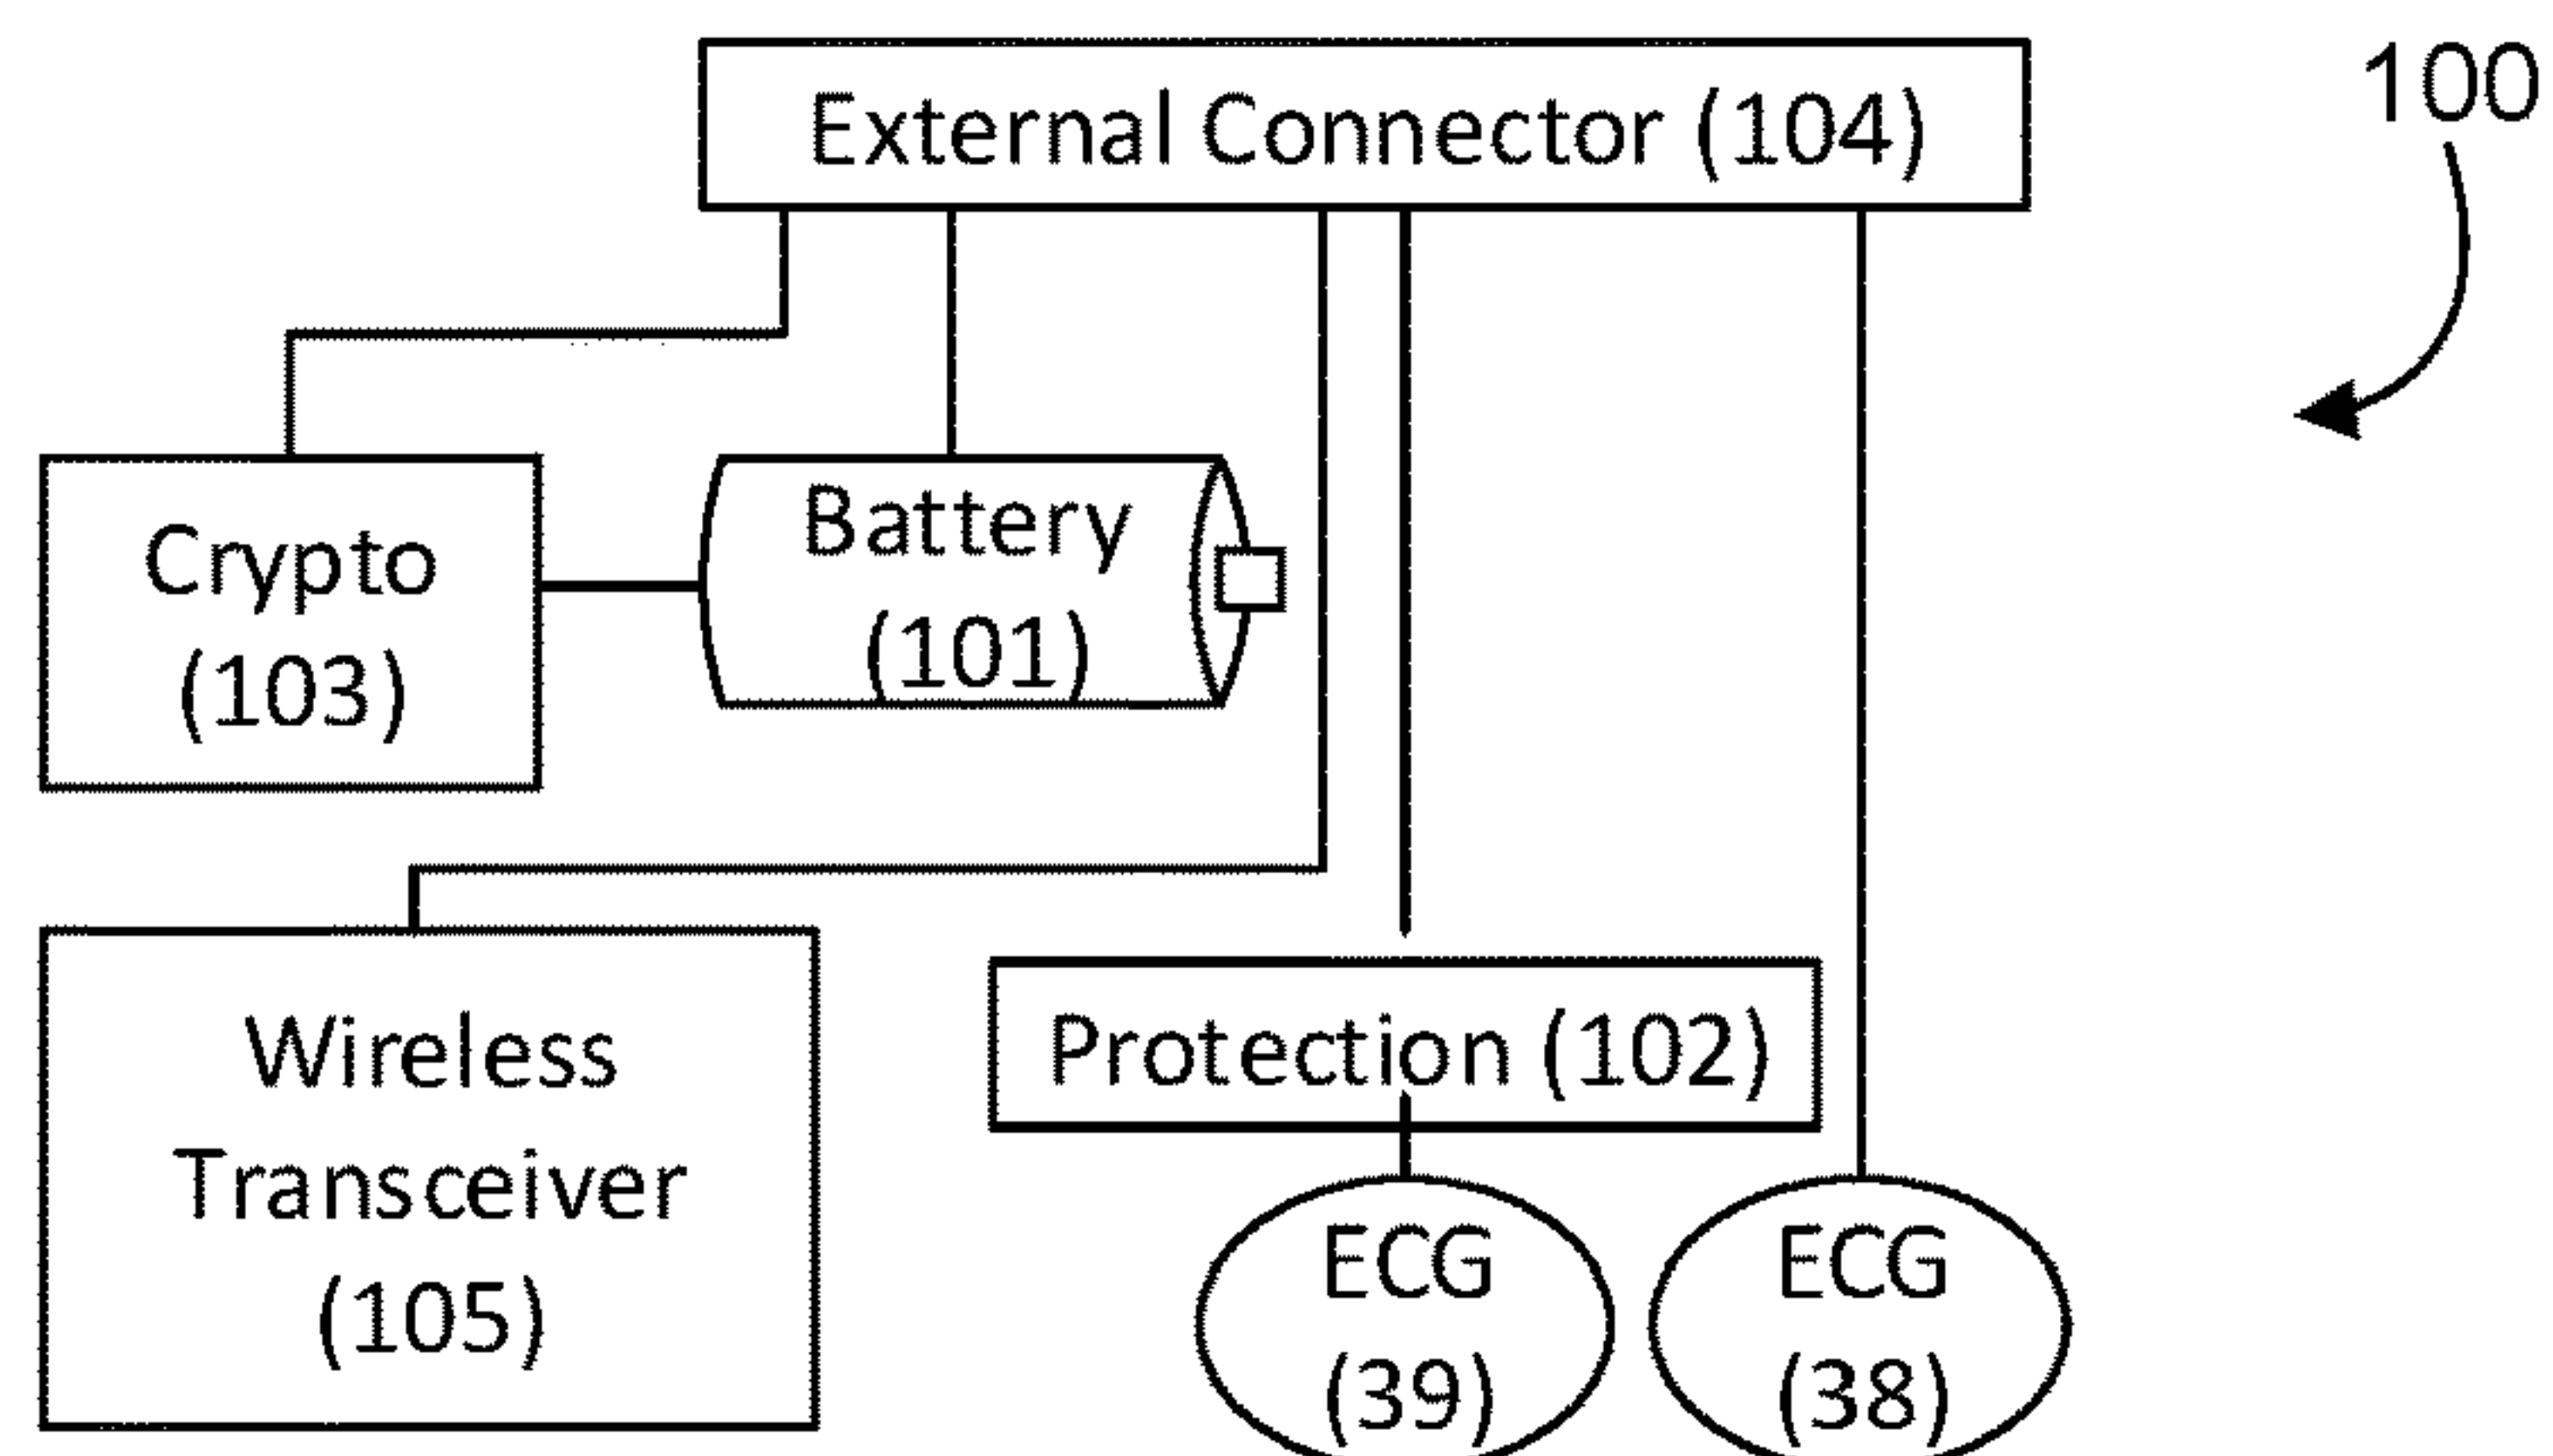 External Connector (104)
100
Crypto
(103)
Battery
(101)
Wireless
Transceiver
(105)
Protection (102)
ECG
(39)
ECG
(38)